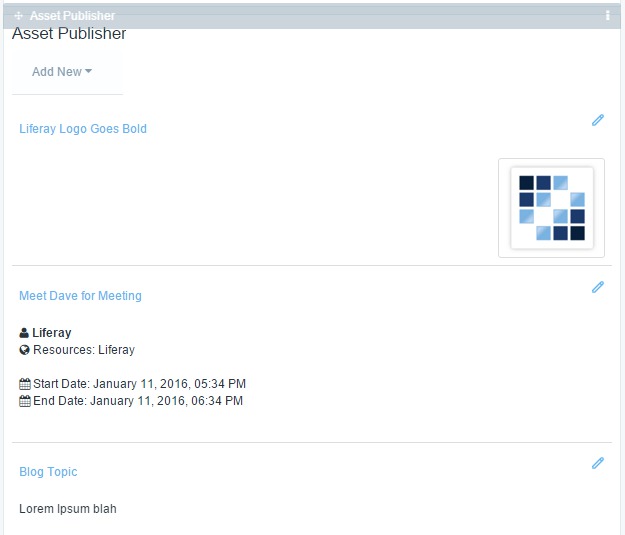 Asset Publisher
Asset Publisher
Add New
Liferay Logo Goes Bold
Meet Dave for Meeting
Liferay
Resources: Liferay
Start Date: January 11, 2016, 05:34 PM
End Date: January 11, 2016, 06:34 PM
Blog Topic
Lorem Ipsum blah